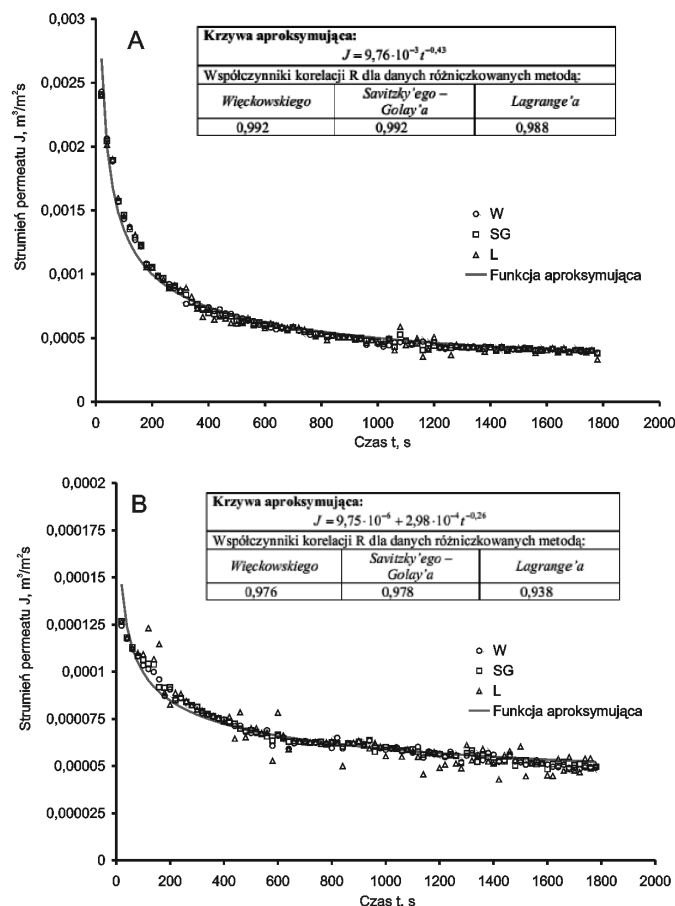 A
Krzywa aproksymująca:
J = 9,76·10⁻³ t⁻⁰,⁴³
Współczynniki korelacji R dla danych różniczkowanych metodą:
Więckowskiego
Savitzky'ego –
Golay'a
Lagrange'a
0,992
0,992
0,988
Strumień permeatu J, m³/m²s
0,003
0,0025
0,002
0,0015
0,001
0,0005
0
W
SG
L
Funkcja aproksymująca
0
200
400
600
800
1000
1200
1400
1600
1800
2000
Czas t, s
B
Krzywa aproksymująca:
J = 9,75·10⁻⁶ + 2,98·10⁻⁴ t⁻⁰,²⁶
Współczynniki korelacji R dla danych różniczkowanych metodą:
Więckowskiego
Savitzky'ego –
Golay'a
Lagrange'a
0,976
0,978
0,938
Strumień permeatu J, m³/m²s
0,0002
0,000175
0,00015
0,000125
0,0001
0,000075
0,00005
0,000025
0
W
SG
L
Funkcja aproksymująca
0
200
400
600
800
1000
1200
1400
1600
1800
2000
Czas t, s